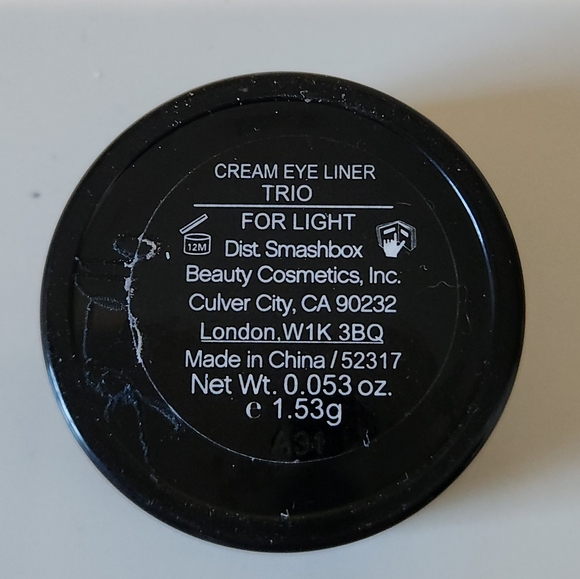 CREAM EYE LINER
TRIO
FOR LIGHT
12M
Dist. Smashbox
Beauty Cosmetics, Inc.
Culver City, CA 90232
London,W1K 3BQ
Made in China / 52317
Net Wt. 0.053 oz.
e 1.53g
A34